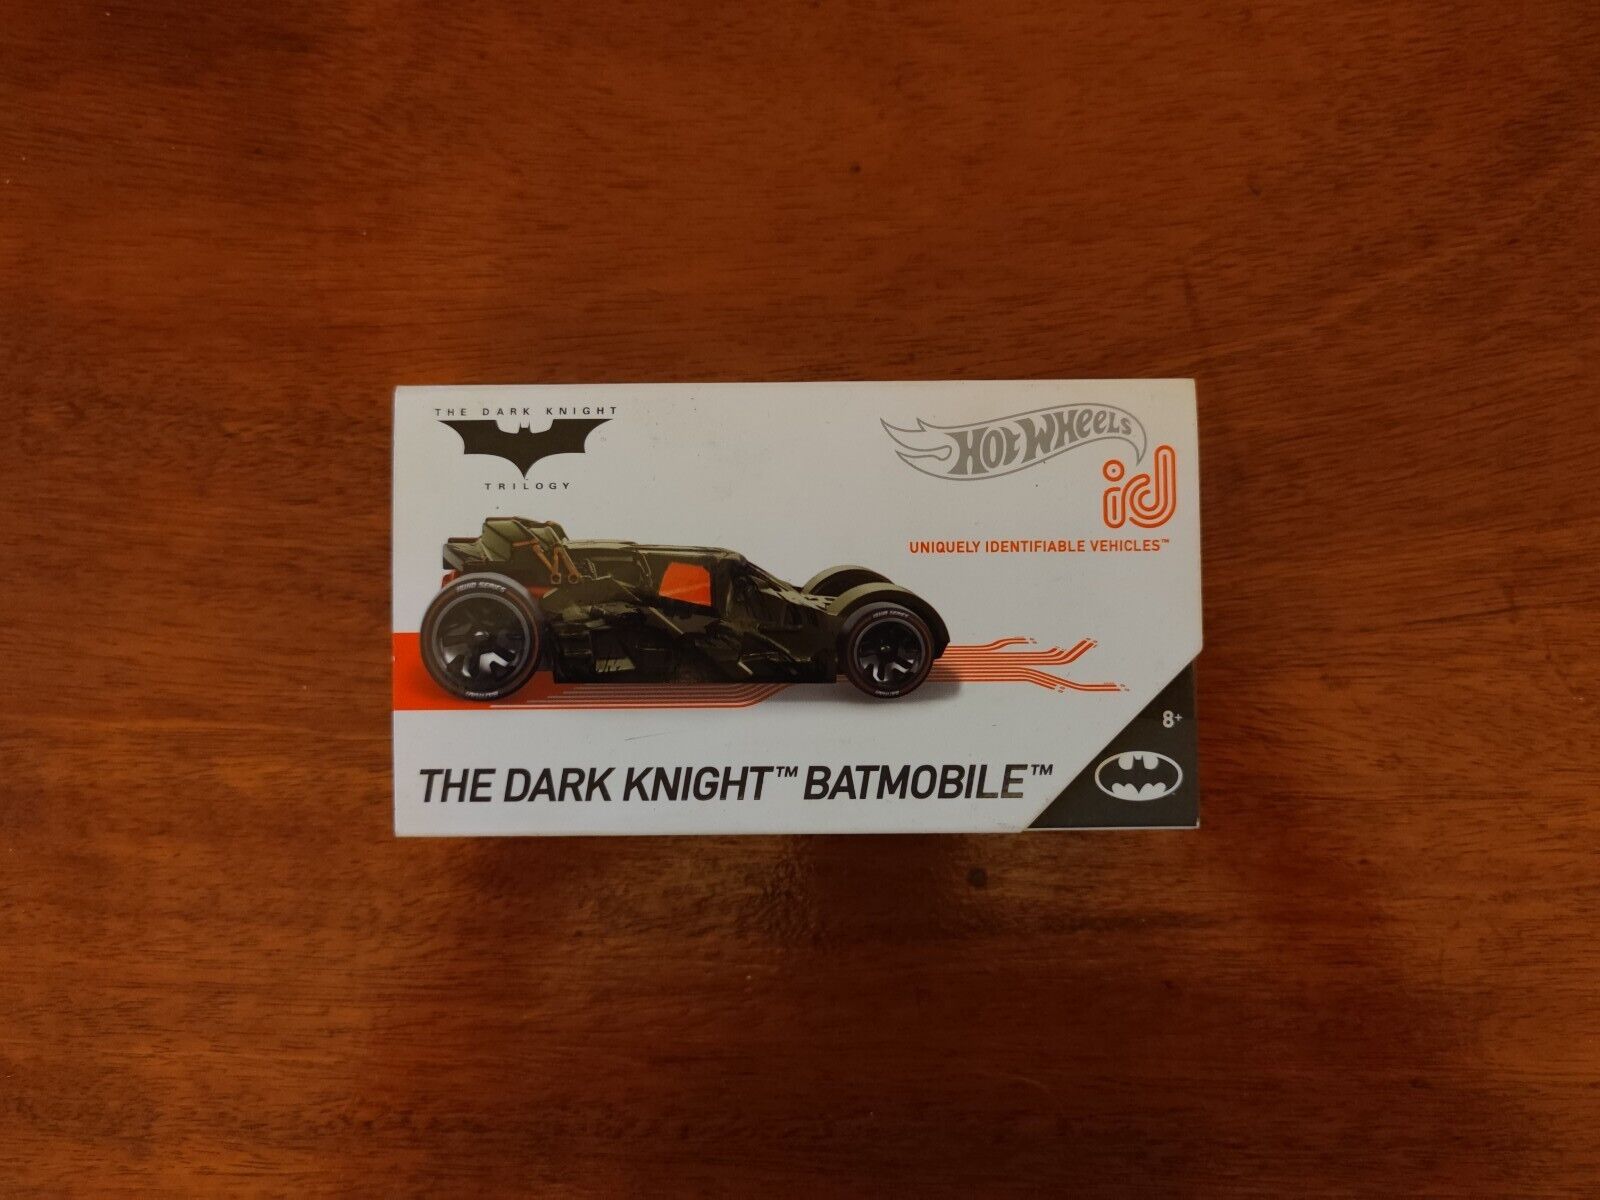 THE DARK KNIGHT
TRILOGY
HOT WHEELS
id
UNIQUELY IDENTIFIABLE VEHICLES™
THE DARK KNIGHT™ BATMOBILE™
8+